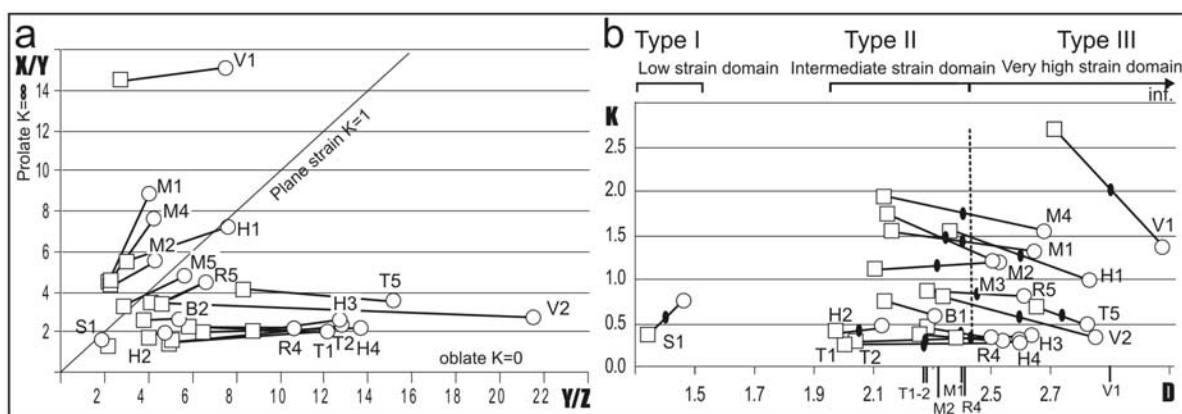 a
X/Y
Prolate K=∞
14
12
10
8
6
4
2
2
4
6
8
10
12
14
16
18
20
22
Y/Z
Plane strain K=1
oblate K=0
V1
M1
M4
M2
H1
M5
R5
T5
V2
B2
S1
H2
H3
R4
T1
T2
H4
b
Type I
Type II
Type III
Low strain domain
Intermediate strain domain
Very high strain domain
inf.
K
2.5
2.0
1.5
1.0
0.5
0.0
1.5
1.7
1.9
2.1
2.3
2.5
2.7
D
M4
V1
M1
M2
H1
M3
R5
H2
B1
T5
S1
V2
T1
T2
R4
H4
H3
T1-2
M1
M2
R4
V1